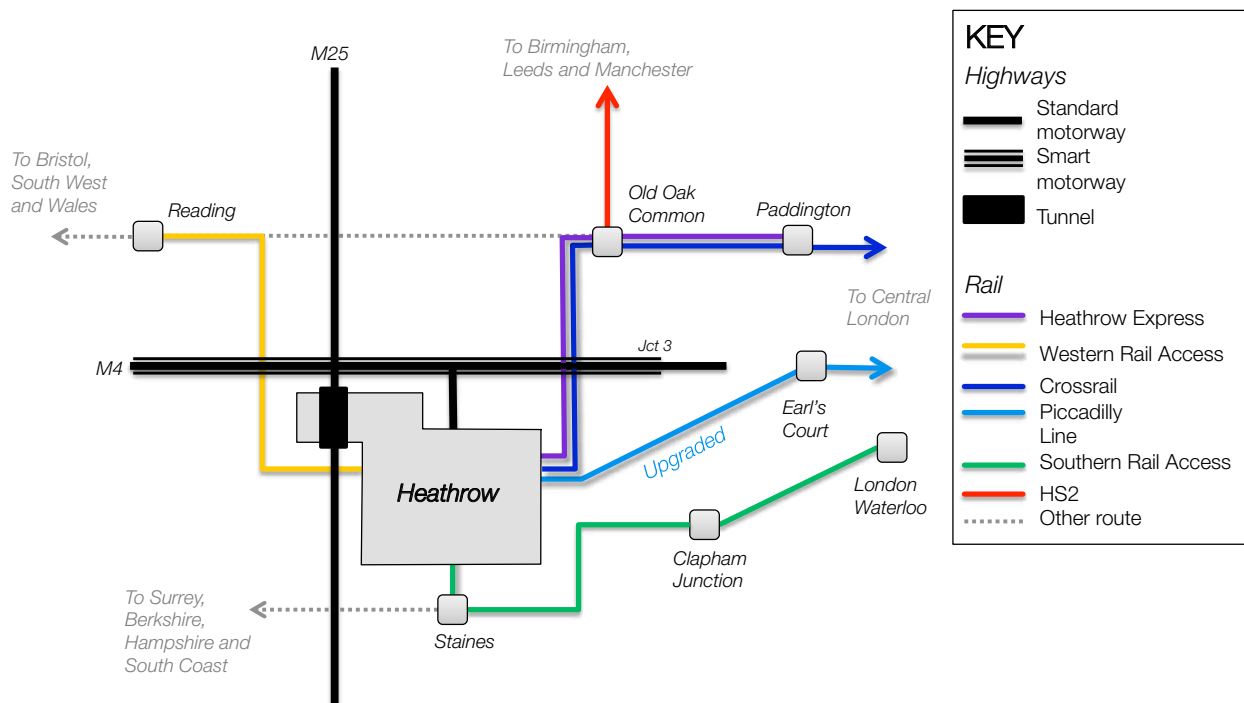 M25
To Birmingham,
Leeds and Manchester
To Bristol,
South West
and Wales
Reading
Old Oak
Common
Paddington
To Central
London
Jct 3
M4
Earl's
Court
Upgraded
Heathrow
London
Waterloo
Clapham
Junction
To Surrey,
Berkshire,
Hampshire and
South Coast
Staines
KEY
Highways
Standard
motorway
Smart
motorway
Tunnel
Rail
Heathrow Express
Western Rail Access
Crossrail
Piccadilly
Line
Southern Rail Access
HS2
Other route